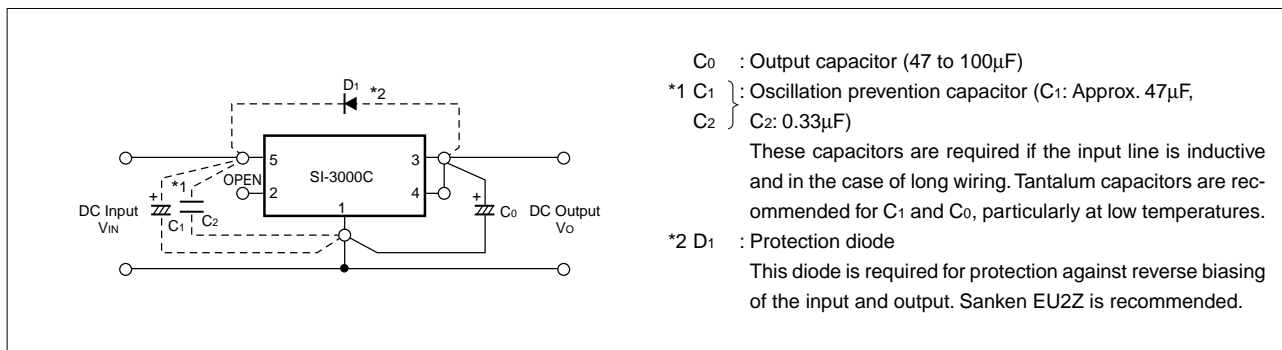 D1
*2
5
SI-3000C
3
*1
OPEN
2
4
1
+
C1
C2
+
C0
DC Input
VIN
DC Output
VO
C0 : Output capacitor (47 to 100µF)
*1 C1 : Oscillation prevention capacitor (C1: Approx. 47µF,
C2 C2: 0.33µF)
These capacitors are required if the input line is inductive
and in the case of long wiring. Tantalum capacitors are rec-
ommended for C1 and C0, particularly at low temperatures.
*2 D1 : Protection diode
This diode is required for protection against reverse biasing
of the input and output. Sanken EU2Z is recommended.